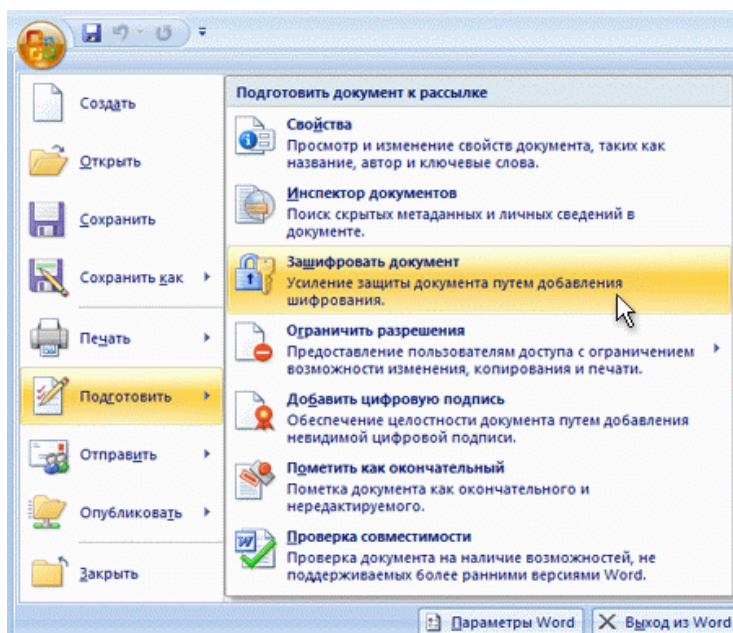 Создать
Открыть
Сохранить
Сохранить как
Печать
Подготовить
Отправить
Опубликовать
Закрыть
Подготовить документ к рассылке
Свойства
Просмотр и изменение свойств документа, таких как
название, автор и ключевые слова.
Инспектор документов
Поиск скрытых метаданных и личных сведений в
документе.
Зашифровать документ
Усиление защиты документа путем добавления
шифрования.
Ограничить разрешения
Предоставление пользователям доступа с ограничением
возможности изменения, копирования и печати.
Добавить цифровую подпись
Обеспечение целостности документа путем добавления
невидимой цифровой подписи.
Пометить как окончательный
Пометка документа как окончательного и
нередактируемого.
Проверка совместимости
Проверка документа на наличие возможностей, не
поддерживаемых более ранними версиями Word.
Параметры Word
Выход из Word